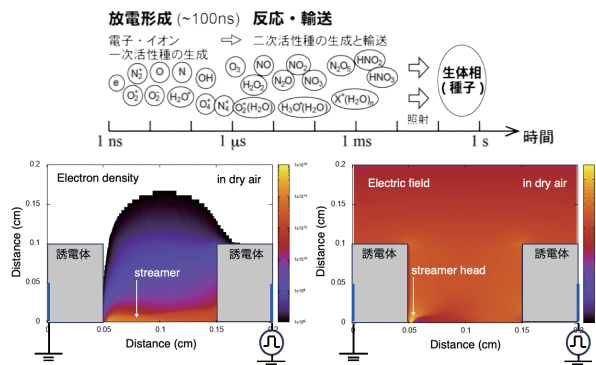 放電形成 (~100ns) 反応・輸送
電子・イオン ⇨ 二次活性種の生成と輸送
一次活性種の生成
e N₂⁺ O N OH O₃ NO NO₂ N₂O₅ HNO₂
H₂O₂ N₂O NO₃ HNO₃
O₂⁺ O₂⁻ H₂O⁺ O₄⁺ N₄⁺ O₂⁺(H₂O) H₃O⁺(H₂O) X⁺(H₂O)ₙ
生体相
(種子)
照射
1 ns 1 μs 1 ms 1 s 時間
Electron density in dry air
Distance (cm)
0.2
0.15
0.1
0.05
0
誘電体 誘電体
streamer
0 0.05 0.1 0.15 0.2
Distance (cm)
Electric field in dry air
Distance (cm)
0.2
0.15
0.1
0.05
0
誘電体 誘電体
streamer head
0 0.05 0.1 0.15 0.2
Distance (cm)